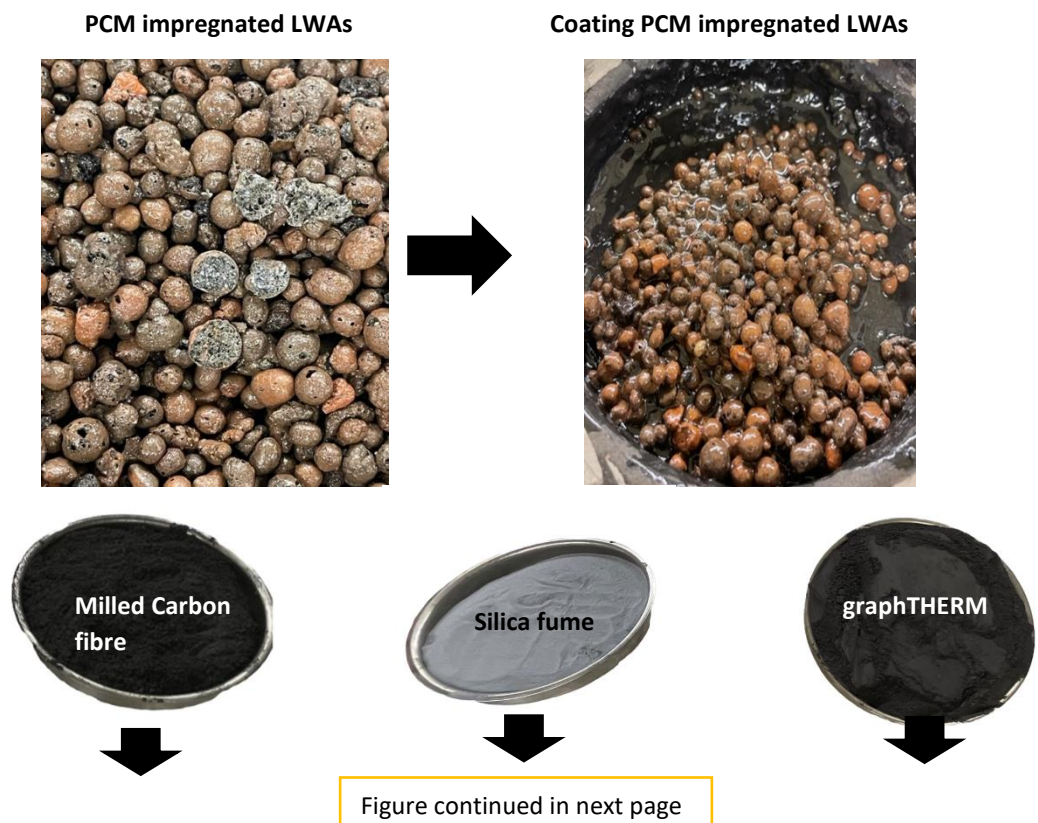 PCM impregnated LWAs
Coating PCM impregnated LWAs
Milled Carbon
fibre
Silica fume
graphTHERM
Figure continued in next page